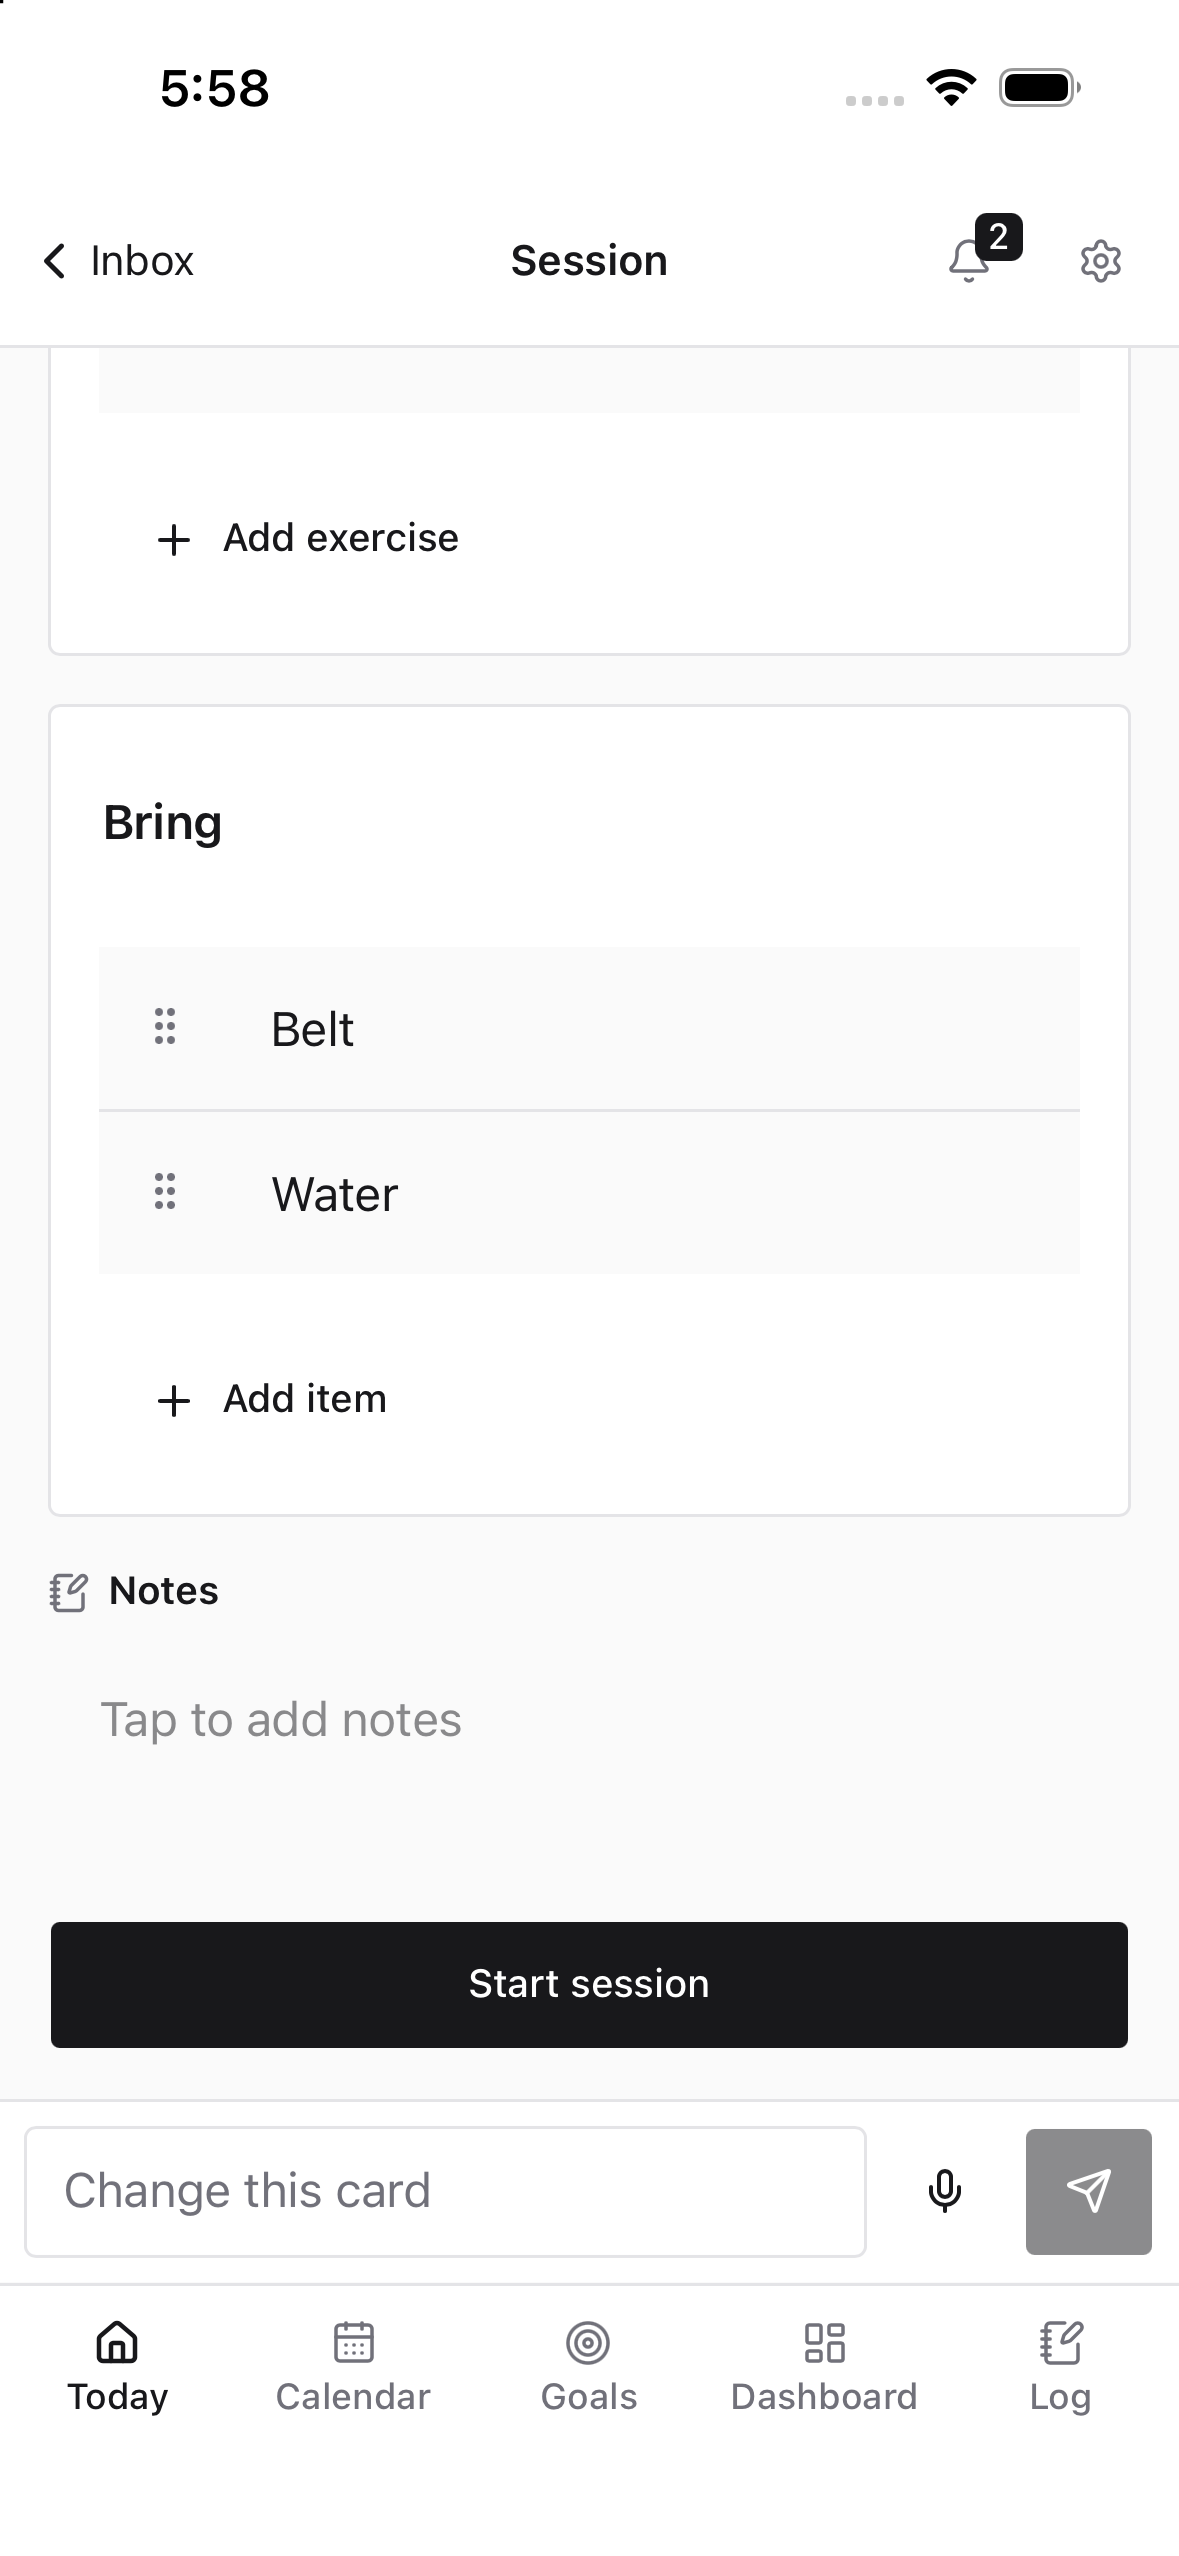 5:58
Inbox
Session
2
Add exercise
Bring
Belt
Water
Add item
Notes
Tap to add notes
Start session
Change this card
Today
Calendar
Goals
Dashboard
Log